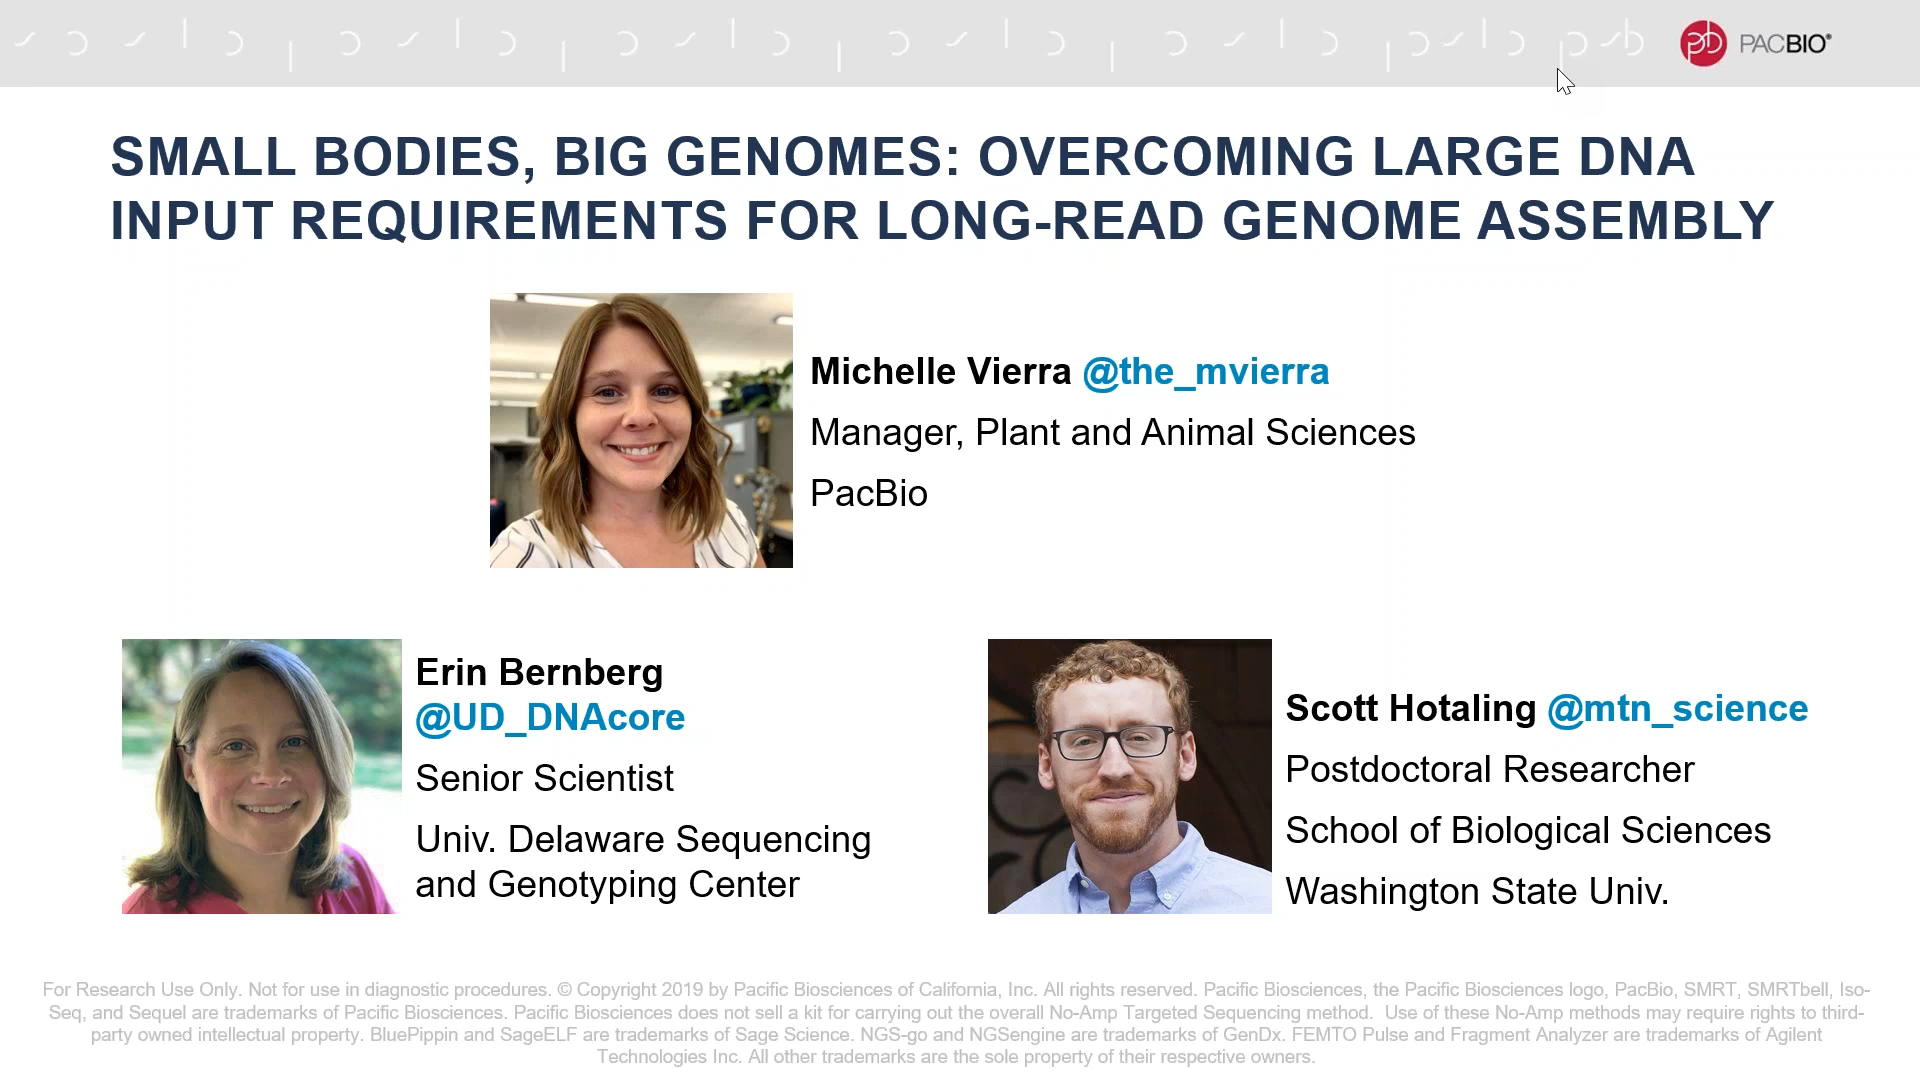 PACBIO®
SMALL BODIES, BIG GENOMES: OVERCOMING LARGE DNA
INPUT REQUIREMENTS FOR LONG-READ GENOME ASSEMBLY
Michelle Vierra @the_mvierra
Manager, Plant and Animal Sciences
PacBio
Erin Bernberg
@UD_DNAcore
Senior Scientist
Univ. Delaware Sequencing
and Genotyping Center
Scott Hotaling @mtn_science
Postdoctoral Researcher
School of Biological Sciences
Washington State Univ.
For Research Use Only. Not for use in diagnostic procedures. © Copyright 2019 by Pacific Biosciences of California, Inc. All rights reserved. Pacific Biosciences, the Pacific Biosciences logo, PacBio, SMRT, SMRTbell, Iso-
Seq, and Sequel are trademarks of Pacific Biosciences. Pacific Biosciences does not sell a kit for carrying out the overall No-Amp Targeted Sequencing method. Use of these No-Amp methods may require rights to third-
party owned intellectual property. BluePippin and SageELF are trademarks of Sage Science. NGS-go and NGSengine are trademarks of GenDx. FEMTO Pulse and Fragment Analyzer are trademarks of Agilent
Technologies Inc. All other trademarks are the sole property of their respective owners.